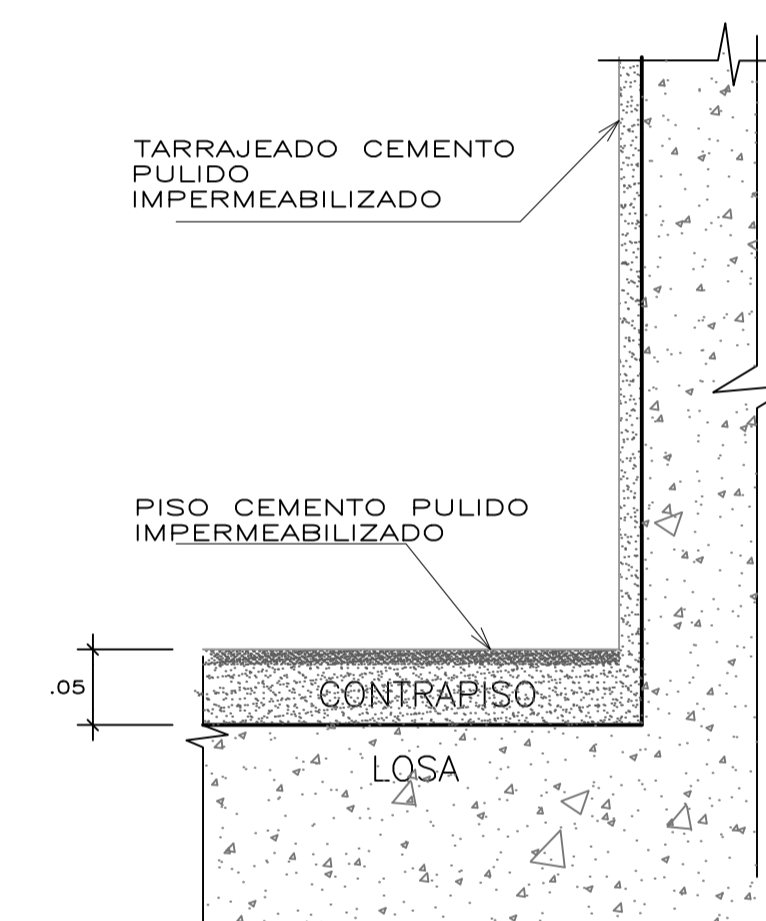 TARRAJEADO CEMENTO
PULIDO
IMPERMEABILIZADO
PISO CEMENTO PULIDO
IMPERMEABILIZADO
.05
CONTRAPISO
LOSA